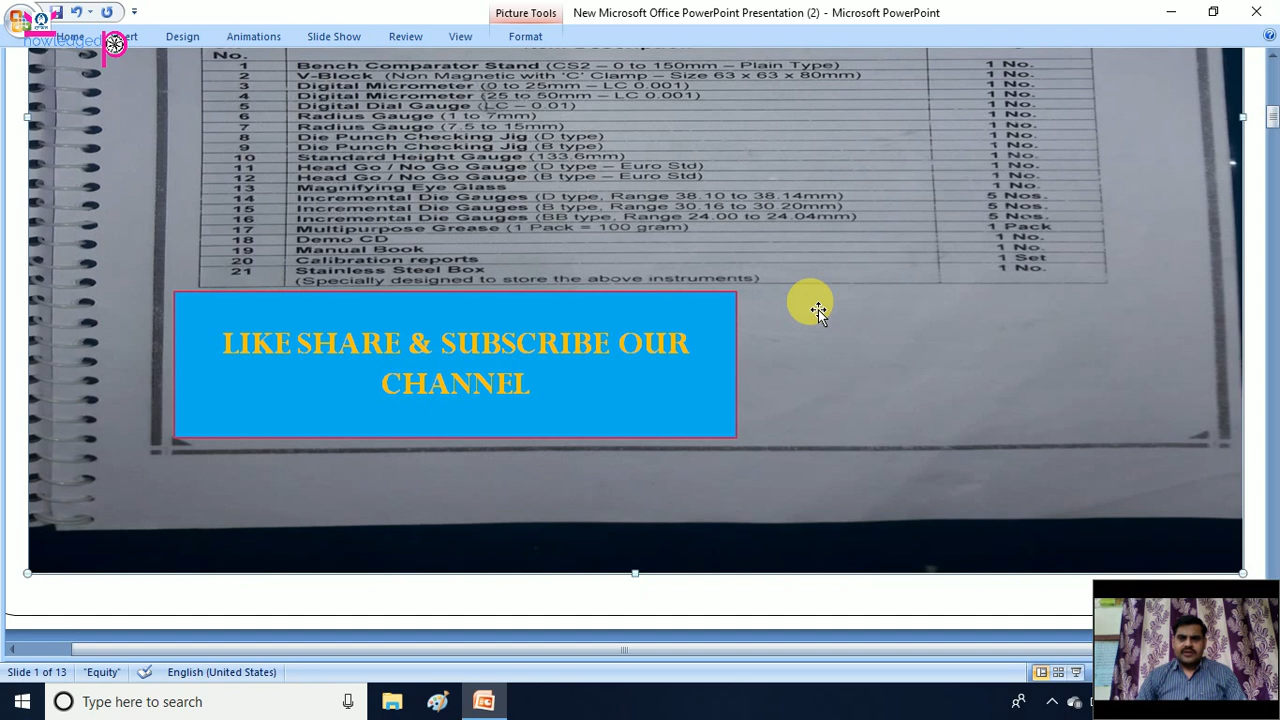 Picture Tools
New Microsoft Office PowerPoint Presentation (2) - Microsoft PowerPoint
Home
Design
Animations
Slide Show
Review
View
Format
nowledged
p
No.
1 Bench Comparator Stand (CS2 – 0 to 150mm – Plain Type) 1 No.
2 V-Block (Non Magnetic with 'C' Clamp – Size 63 x 63 x 80mm) 1 No.
3 Digital Micrometer (0 to 25mm – LC 0.001) 1 No.
4 Digital Micrometer (25 to 50mm – LC 0.001) 1 No.
5 Digital Dial Gauge (LC – 0.01) 1 No.
6 Radius Gauge (1 to 7mm) 1 No.
7 Radius Gauge (7.5 to 15mm) 1 No.
8 Die Punch Checking Jig (D type) 1 No.
9 Die Punch Checking Jig (B type) 1 No.
10 Standard Height Gauge (133.6mm) 1 No.
11 Head Go / No Go Gauge (D type – Euro Std) 1 No.
12 Head Go / No Go Gauge (B type – Euro Std) 1 No.
13 Magnifying Eye Glass 1 No.
14 Incremental Die Gauges (D type, Range 38.10 to 38.14mm) 5 Nos.
15 Incremental Die Gauges (B type, Range 30.16 to 30.20mm) 5 Nos.
16 Incremental Die Gauges (BB type, Range 24.00 to 24.04mm) 5 Nos.
17 Multipurpose Grease (1 Pack = 100 gram) 1 Pack
18 Demo CD 1 No.
19 Manual Book 1 No.
20 Calibration reports 1 Set
21 Stainless Steel Box 1 No.
(Specially designed to store the above instruments)
LIKE SHARE & SUBSCRIBE OUR
CHANNEL
Slide 1 of 13
"Equity"
English (United States)
Type here to search